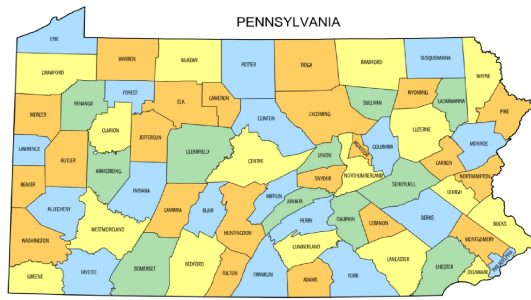 PENNSYLVANIA
ERIE
CRAWFORD
WARREN
McKEAN
POTTER
TIOGA
BRADFORD
SUSQUEHANNA
WAYNE
FOREST
VENANGO
ELK
CAMERON
SULLIVAN
WYOMING
LACKAWANNA
PIKE
MERCER
CLARION
JEFFERSON
CLINTON
LYCOMING
LUZERNE
MONROE
LAWRENCE
BUTLER
ARMSTRONG
CLEARFIELD
CENTRE
UNION
MONTOUR
COLUMBIA
CARBON
NORTHAMPTON
BEAVER
INDIANA
SNYDER
NORTHUMBERLAND
SCHUYLKILL
LEHIGH
ALLEGHENY
CAMBRIA
BLAIR
HUNTINGDON
MIFFLIN
JUNIATA
PERRY
DAUPHIN
LEBANON
BERKS
BUCKS
WASHINGTON
WESTMORELAND
MONTGOMERY
GREENE
FAYETTE
SOMERSET
BEDFORD
FULTON
FRANKLIN
CUMBERLAND
ADAMS
YORK
LANCASTER
CHESTER
DELAWARE
PHILADELPHIA